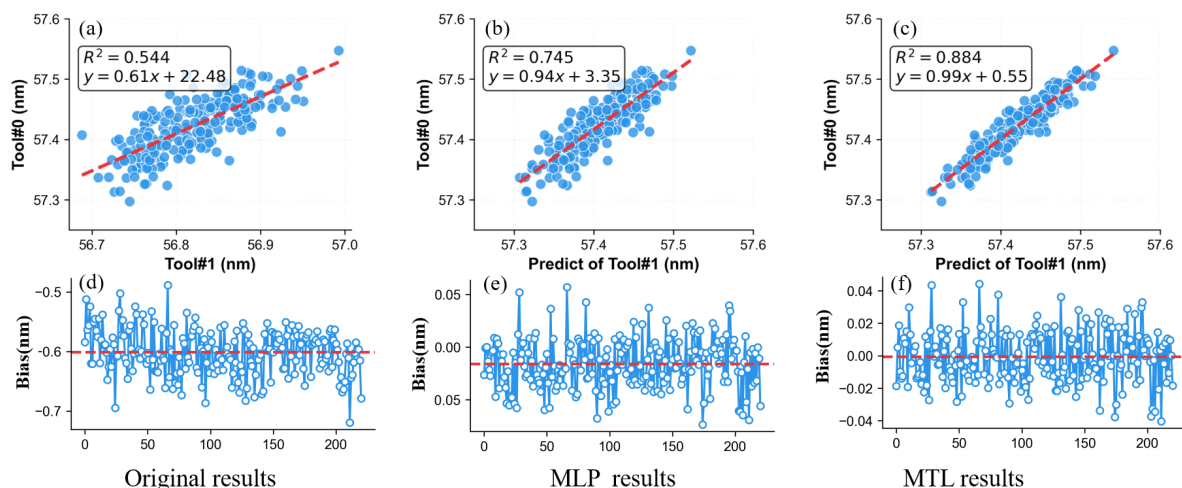 (a)
R² = 0.544
y = 0.61x + 22.48
57.6
57.5
57.4
57.3
Tool#0 (nm)
56.7 56.8 56.9 57.0
Tool#1 (nm)
(b)
R² = 0.745
y = 0.94x + 3.35
57.6
57.5
57.4
57.3
Tool#0 (nm)
57.3 57.4 57.5 57.6
Predict of Tool#1 (nm)
(c)
R² = 0.884
y = 0.99x + 0.55
57.6
57.5
57.4
57.3
Tool#0 (nm)
57.3 57.4 57.5 57.6
Predict of Tool#1 (nm)
(d)
−0.5
−0.6
−0.7
Bias(nm)
0 50 100 150 200
Original results
(e)
0.05
0.00
0.05
Bias(nm)
0 50 100 150 200
MLP results
(f)
0.04
0.02
0.00
−0.02
−0.04
Bias(nm)
0 50 100 150 200
MTL results